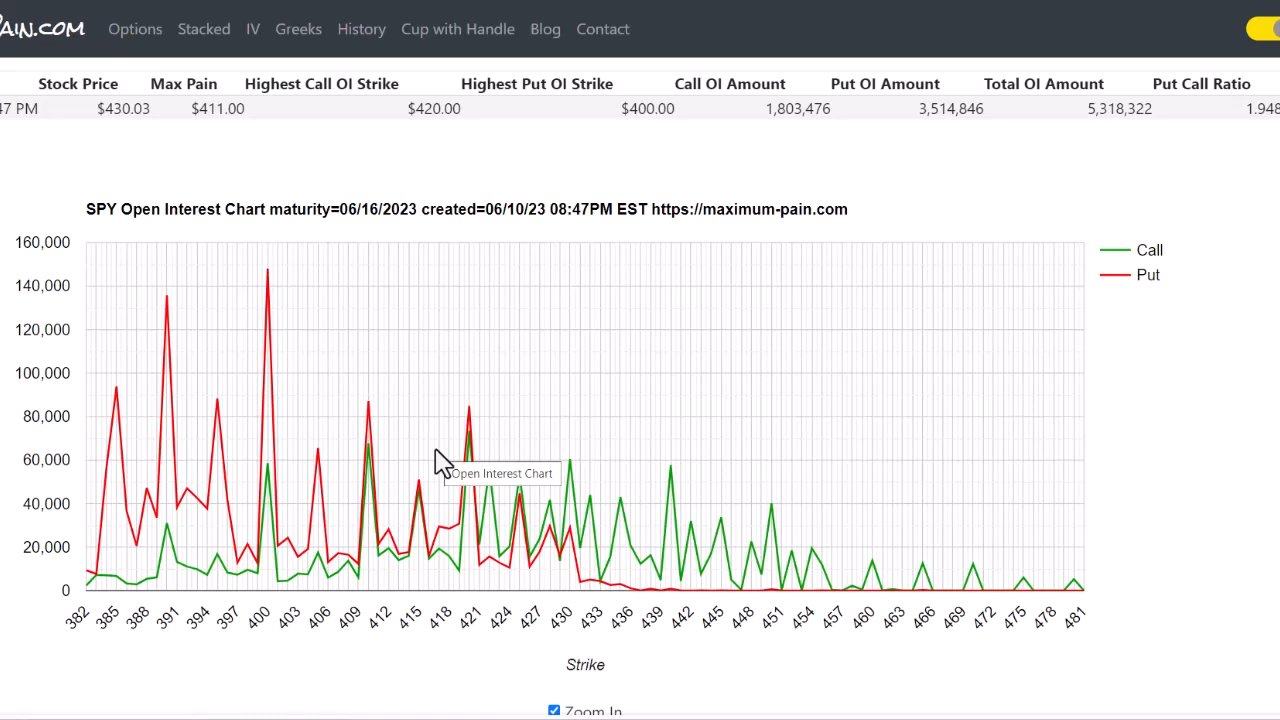 AIN.COM Options Stacked IV Greeks History Cup with Handle Blog Contact
Stock Price Max Pain Highest Call OI Strike Highest Put OI Strike Call OI Amount Put OI Amount Total OI Amount Put Call Ratio
47 PM $430.03 $411.00 $420.00 $400.00 1,803,476 3,514,846 5,318,322 1.948
SPY Open Interest Chart maturity=06/16/2023 created=06/10/23 08:47PM EST https://maximum-pain.com
160,000
140,000
120,000
100,000
80,000
60,000
40,000
20,000
0
Call
Put
Open Interest Chart
382 385 388 391 394 397 400 403 406 409 412 415 418 421 424 427 430 433 436 439 442 445 448 451 454 457 460 463 466 469 472 475 478 481
Strike
Zoom In